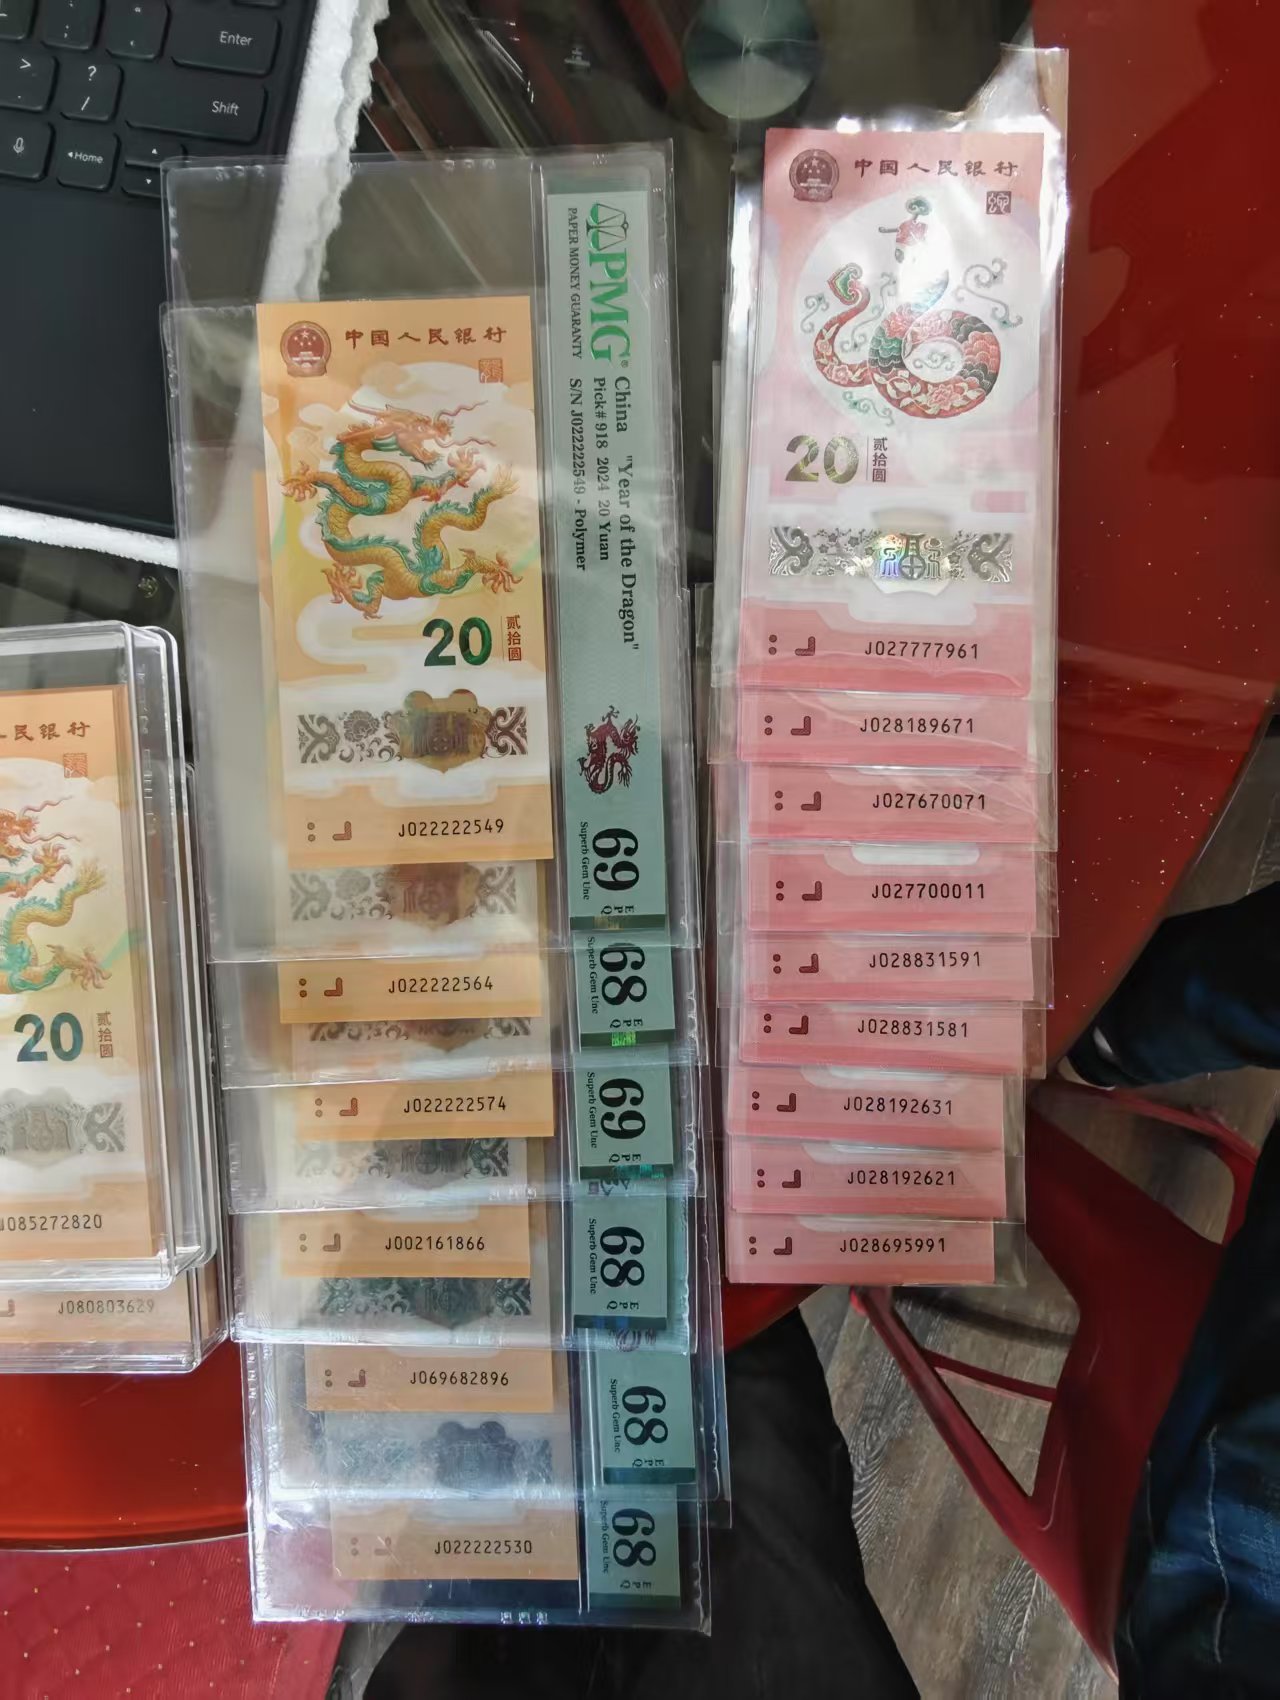 Enter
?
/
Shift
Home
人民银行
20
贰拾圆
J085272820
J080803629
中国人民银行
20
贰拾圆
J022222549
PMG
PAPER MONEY GUARANTY
China "Year of the Dragon"
Pick# 918 2024 20 Yuan
S/N J022222549 - Polymer
69 EPQ
Superb Gem Unc
J022222564
68 EPQ
Superb Gem Unc
J022222574
69 EPQ
Superb Gem Unc
J002161866
68 EPQ
Superb Gem Unc
J069682896
68 EPQ
Superb Gem Unc
J022222530
68 EPQ
Superb Gem Unc
中国人民银行
20
贰拾圆
福
J027777961
J028189671
J027670071
J027700011
J028831591
J028831581
J028192631
J028192621
J028695991